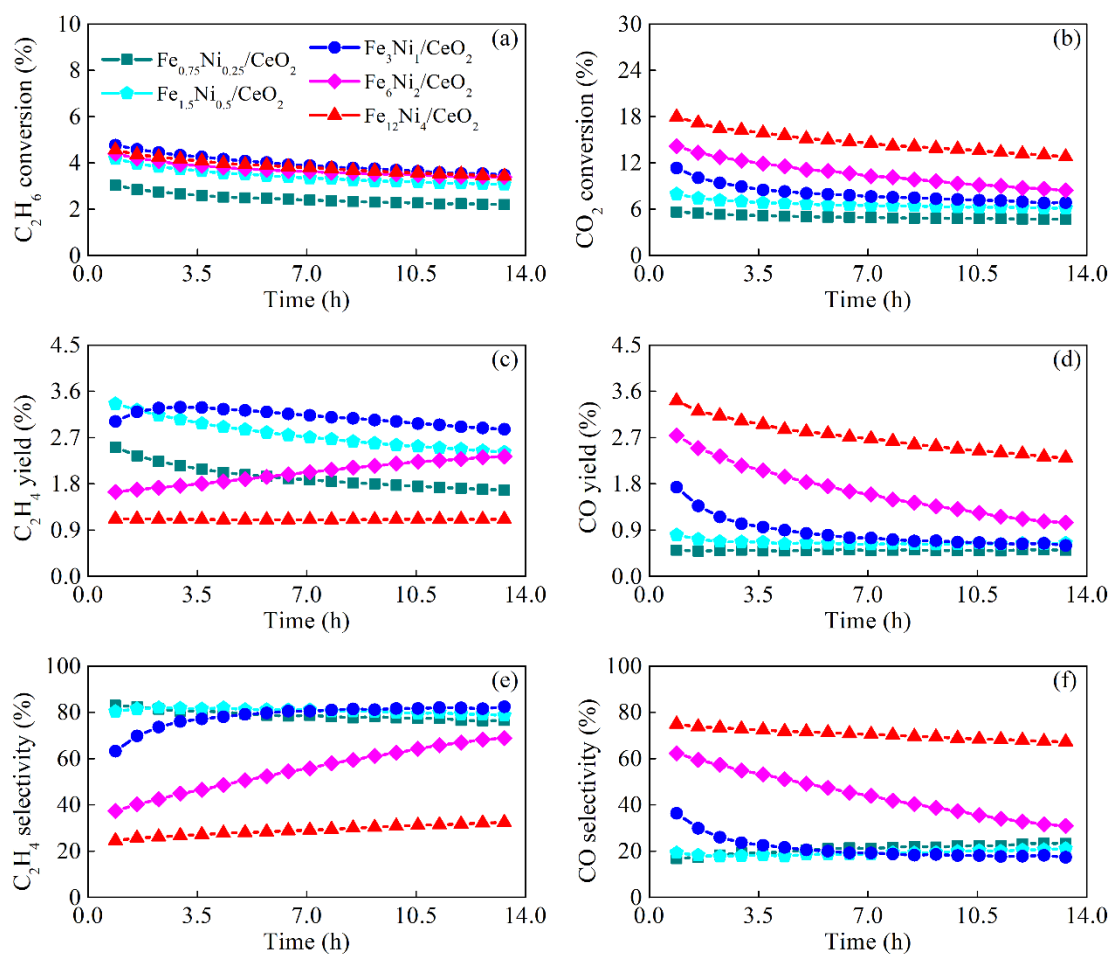 (a)
C2H6 conversion (%)
10
8
6
4
2
0
Fe0.75Ni0.25/CeO2
Fe1.5Ni0.5/CeO2
Fe3Ni1/CeO2
Fe6Ni2/CeO2
Fe12Ni4/CeO2
0.0 3.5 7.0 10.5 14.0
Time (h)
(b)
CO2 conversion (%)
30
24
18
12
6
0
0.0 3.5 7.0 10.5 14.0
Time (h)
(c)
C2H4 yield (%)
4.5
3.6
2.7
1.8
0.9
0.0
0.0 3.5 7.0 10.5 14.0
Time (h)
(d)
CO yield (%)
4.5
3.6
2.7
1.8
0.9
0.0
0.0 3.5 7.0 10.5 14.0
Time (h)
(e)
C2H4 selectivity (%)
100
80
60
40
20
0
0.0 3.5 7.0 10.5 14.0
Time (h)
(f)
CO selectivity (%)
100
80
60
40
20
0
0.0 3.5 7.0 10.5 14.0
Time (h)